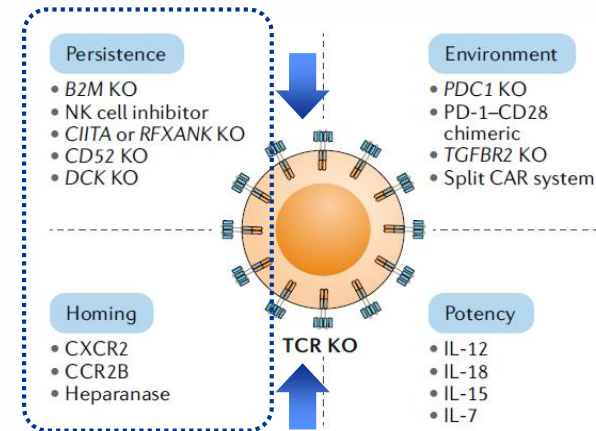 Persistence
• B2M KO
• NK cell inhibitor
• CIITA or RFXANK KO
• CD52 KO
• DCK KO
Environment
• PDC1 KO
• PD-1–CD28
chimeric
• TGFBR2 KO
• Split CAR system
Homing
• CXCR2
• CCR2B
• Heparanase
TCR KO
Potency
• IL-12
• IL-18
• IL-15
• IL-7